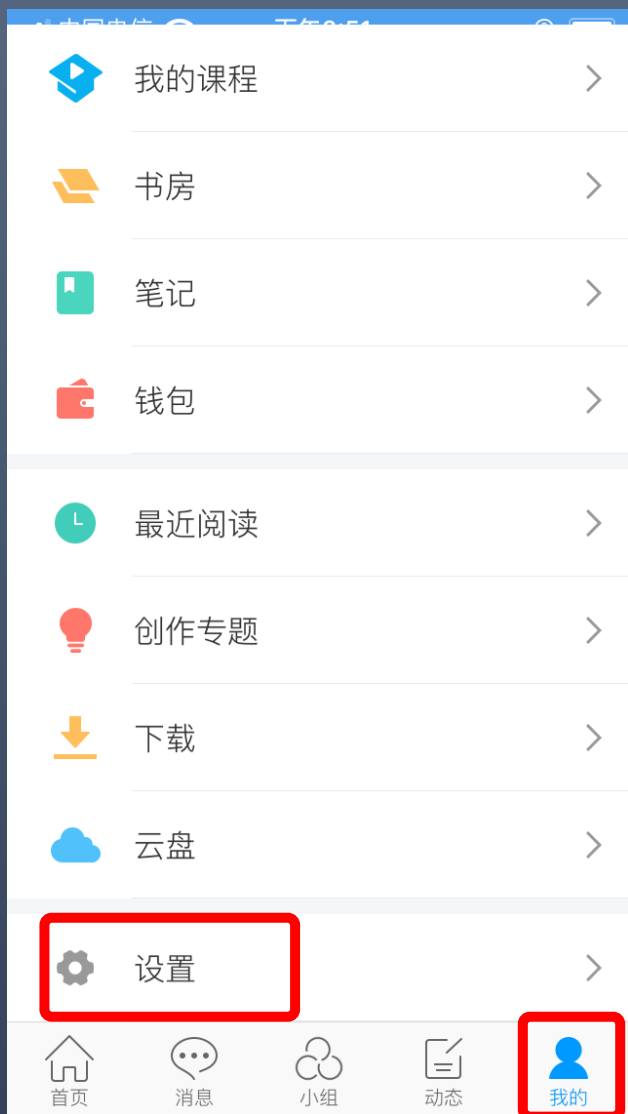 我的课程
书房
笔记
钱包
最近阅读
创作专题
下载
云盘
设置
首页
消息
小组
动态
我的